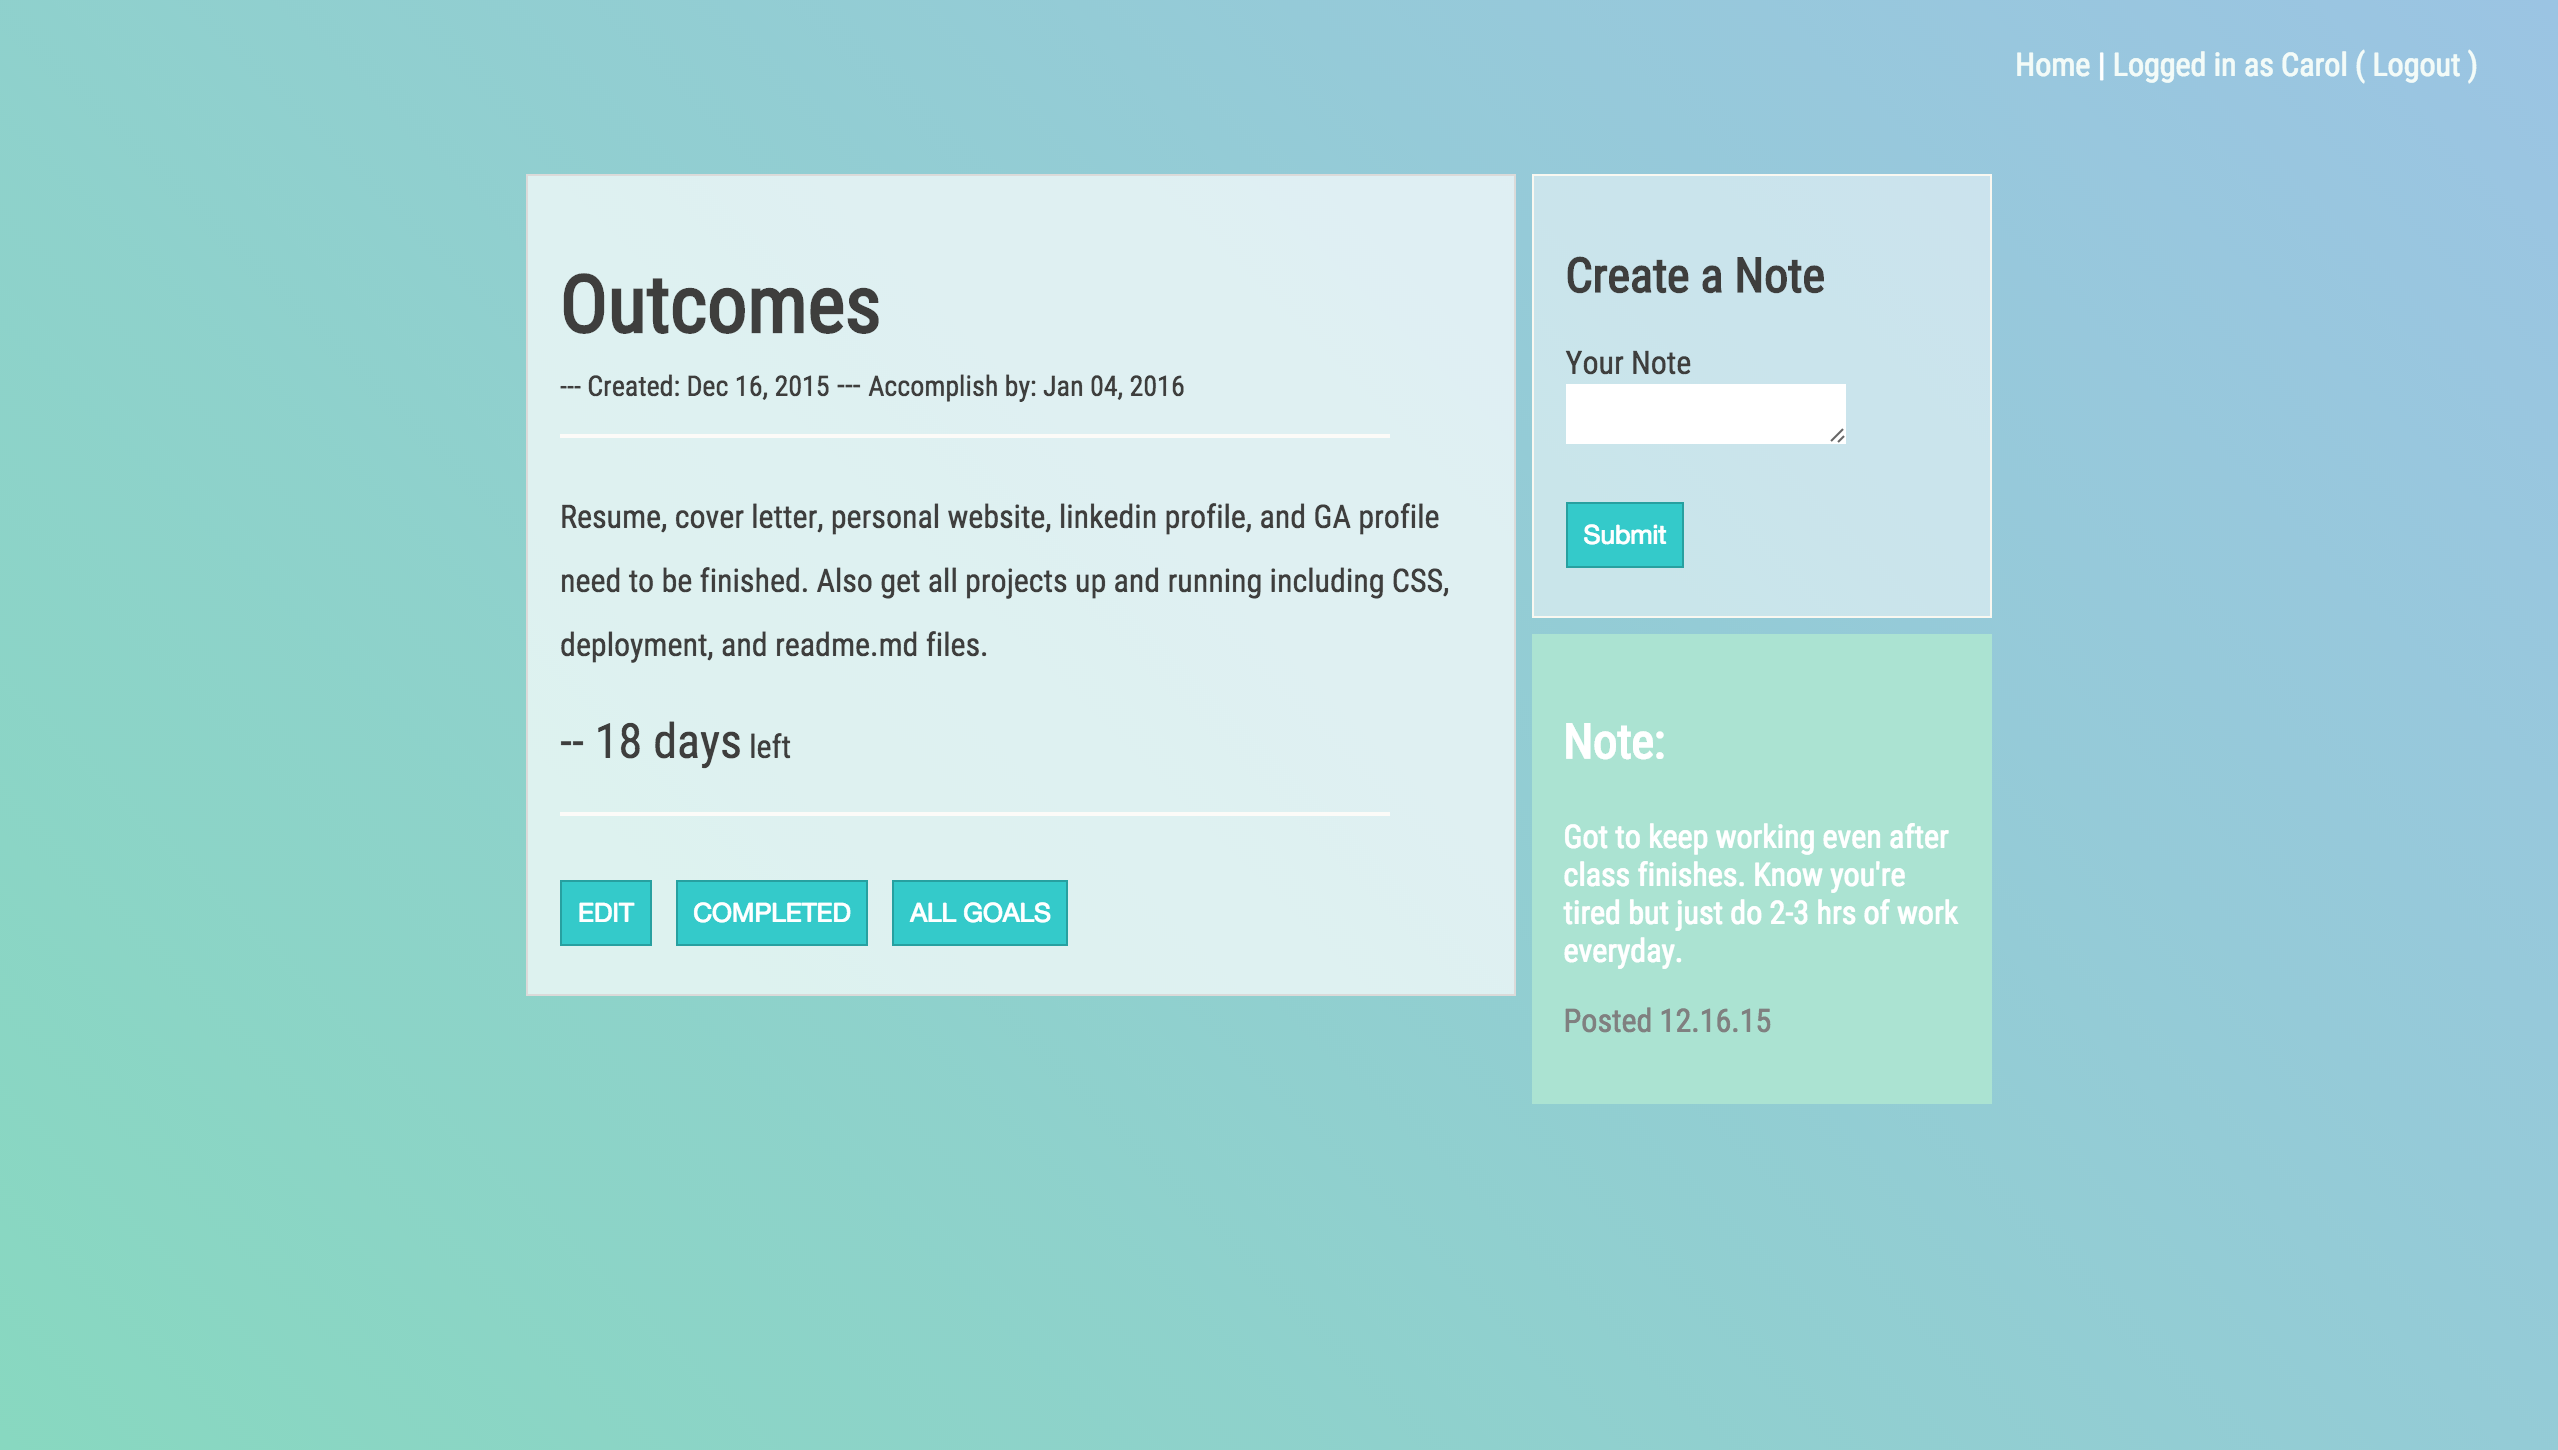 Home | Logged in as Carol ( Logout )
Outcomes
--- Created: Dec 16, 2015 --- Accomplish by: Jan 04, 2016
Resume, cover letter, personal website, linkedin profile, and GA profile
need to be finished. Also get all projects up and running including CSS,
deployment, and readme.md files.
-- 18 days left
EDIT
COMPLETED
ALL GOALS
Create a Note
Your Note
Submit
Note:
Got to keep working even after
class finishes. Know you're
tired but just do 2-3 hrs of work
everyday.
Posted 12.16.15